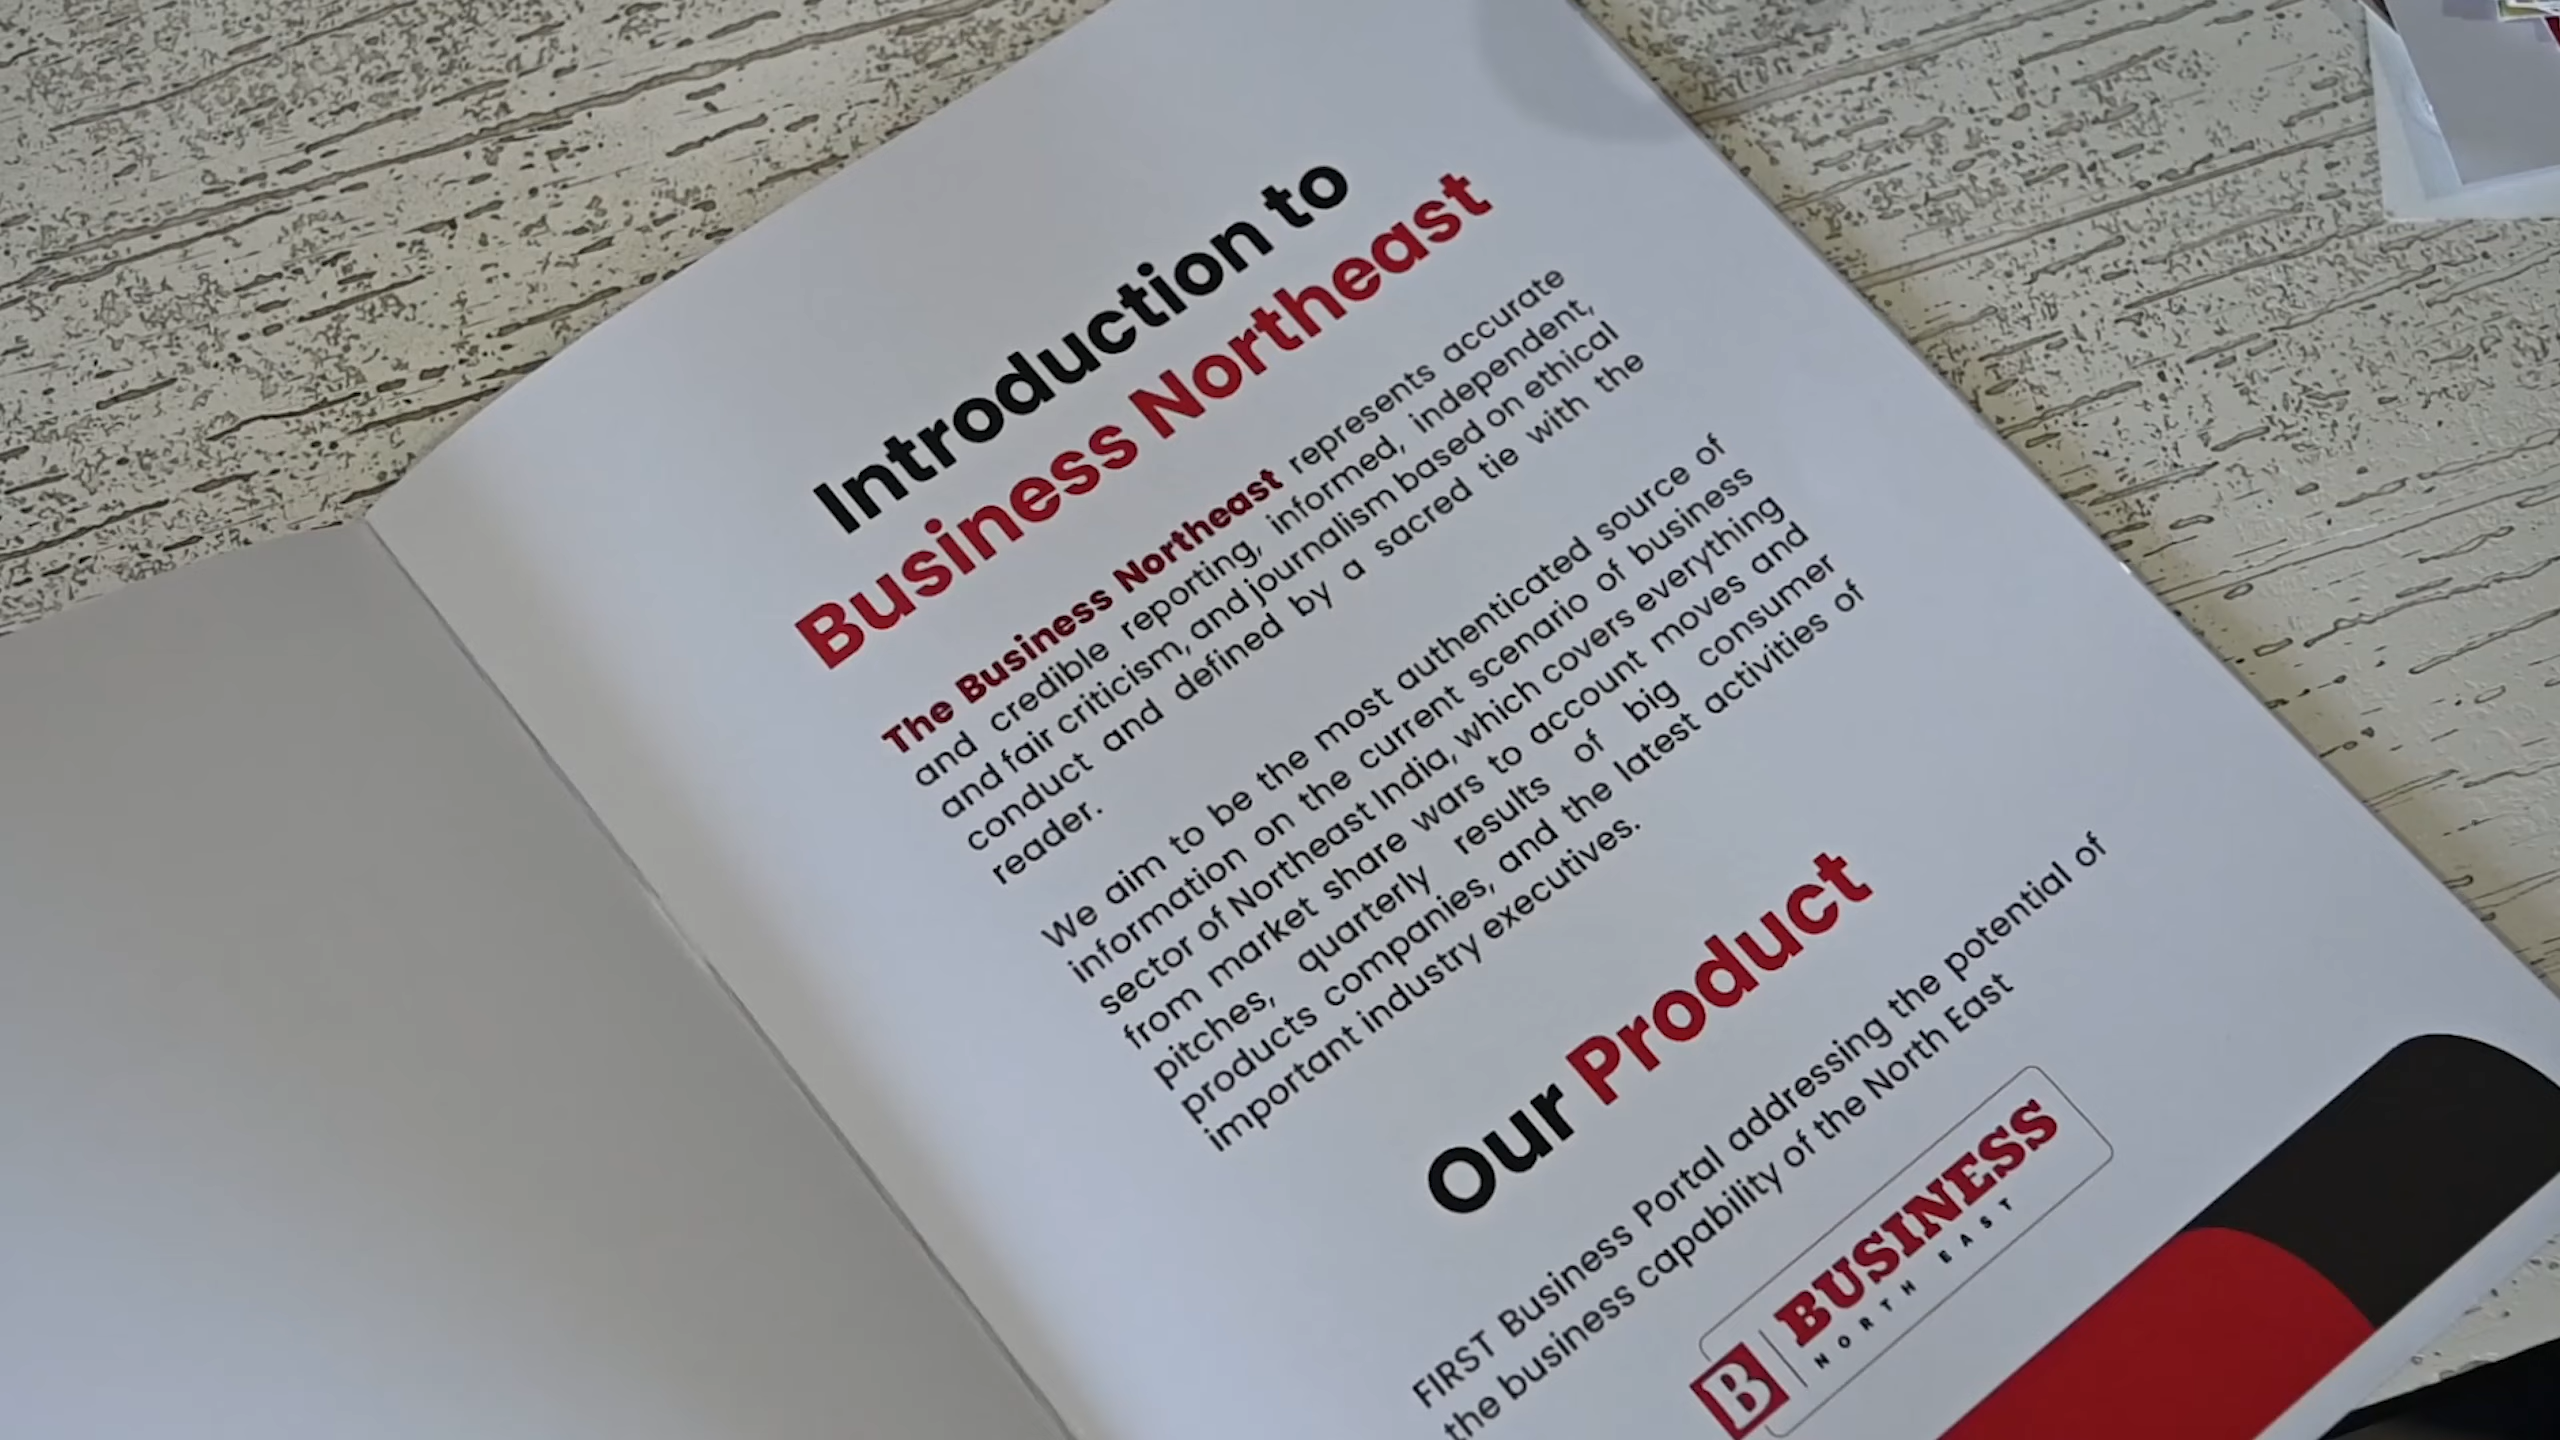 Introduction to
Business Northeast
The Business Northeast represents accurate
and credible reporting, informed, independent,
and fair criticism, and journalism based on ethical
conduct and defined by a sacred tie with the
reader.
We aim to be the most authenticated source of
information on the current scenario of business
sector of Northeast India, which covers everything
from market share wars to account moves and
pitches, quarterly results of big consumer
products companies, and the latest activities of
important industry executives.
Our Product
FIRST Business Portal addressing the potential of
the business capability of the North East
B BUSINESS
NORTH EAST